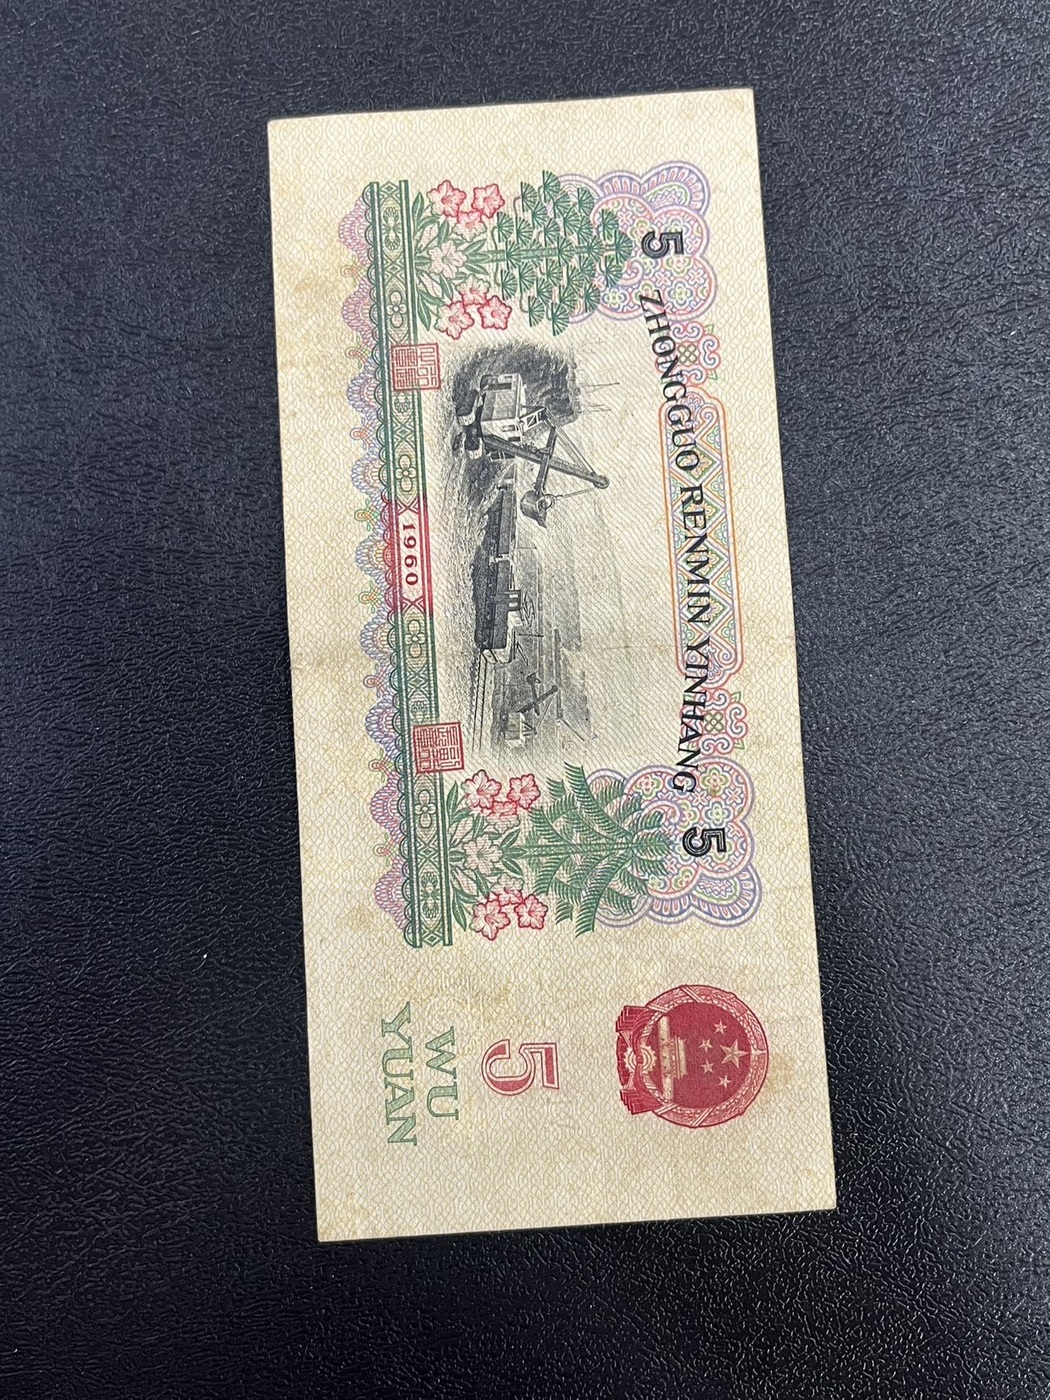 5 ZHONGGUO RENMIN YINHANG 5
1960
5
WU
YUAN